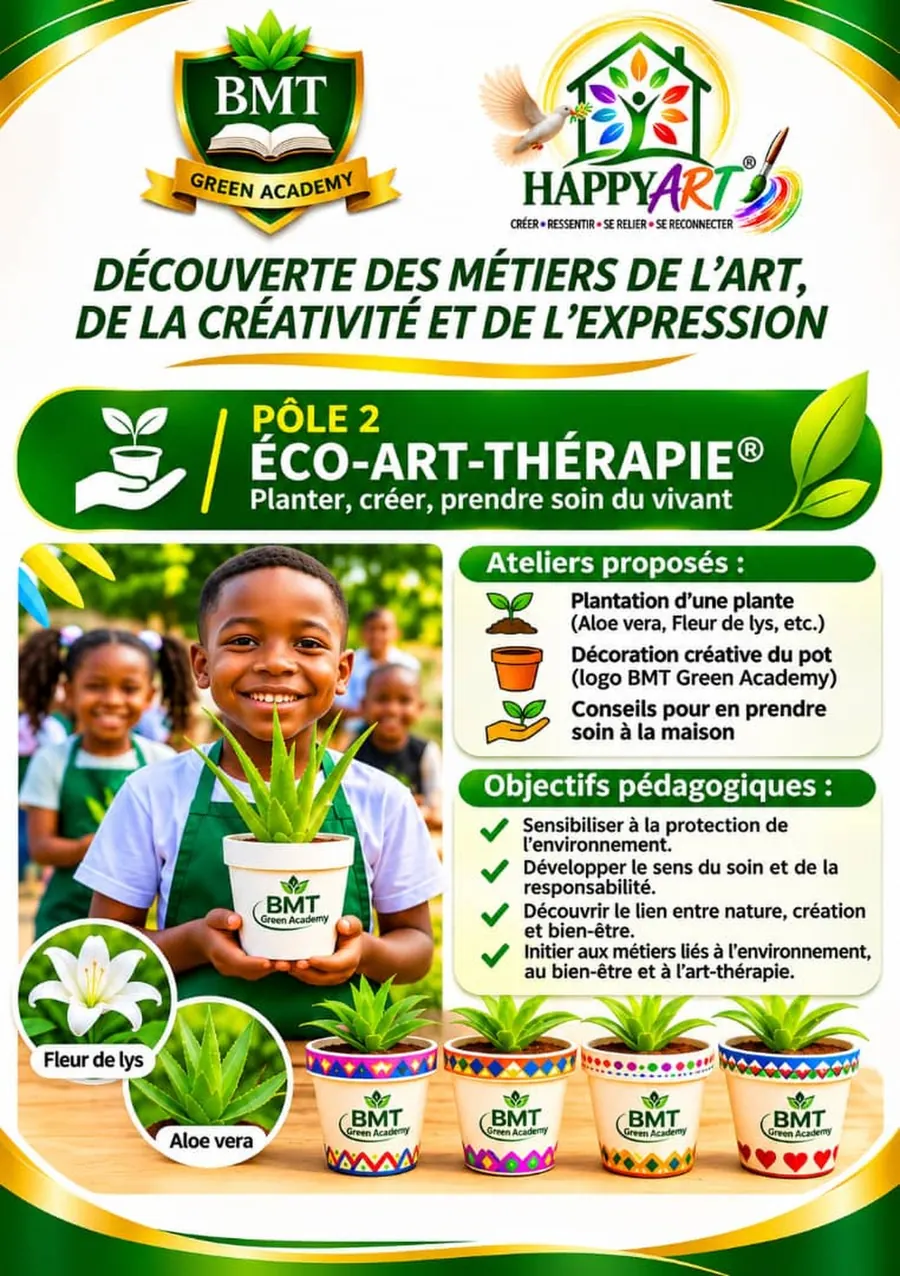 BMT
GREEN ACADEMY
HAPPYART®
CRÉER • RESSENTIR • SE RELIER • SE RECONNECTER
DÉCOUVERTE DES MÉTIERS DE L'ART,
DE LA CRÉATIVITÉ ET DE L'EXPRESSION
PÔLE 2
ÉCO-ART-THÉRAPIE®
Planter, créer, prendre soin du vivant
Ateliers proposés :
Plantation d'une plante
(Aloe vera, Fleur de lys, etc.)
Décoration créative du pot
(logo BMT Green Academy)
Conseils pour en prendre
soin à la maison
Objectifs pédagogiques :
Sensibiliser à la protection de
l'environnement.
Développer le sens du soin et de la
responsabilité.
Découvrir le lien entre nature, création
et bien-être.
Initier aux métiers liés à l'environnement,
au bien-être et à l'art-thérapie.
BMT
Green Academy
Fleur de lys
Aloe vera
BMT
Green Academy
BMT
Green Academy
BMT
Green Academy
BMT
Green Academy